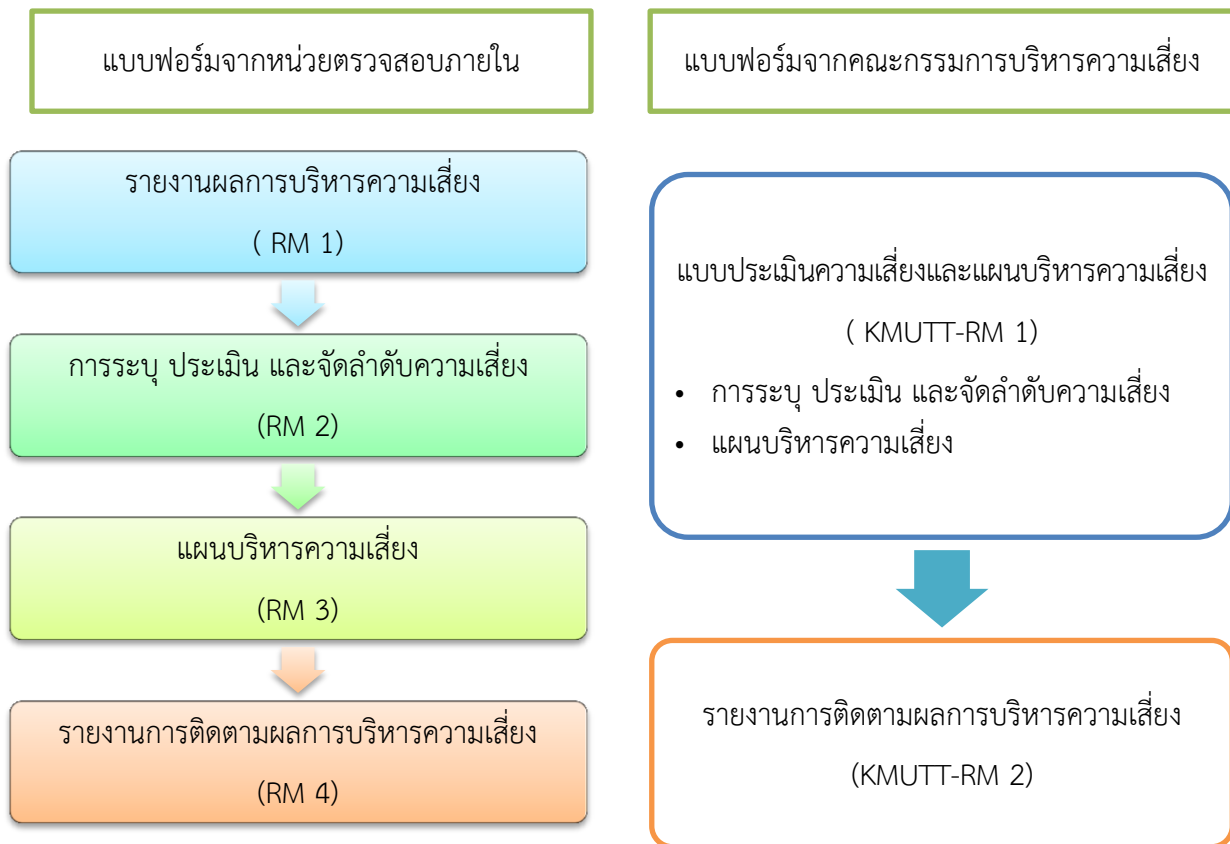 แบบฟอร์มจากหน่วยตรวจสอบภายใน
รายงานผลการบริหารความเสี่ยง
( RM 1)
การระบุ ประเมิน และจัดลำดับความเสี่ยง
(RM 2)
แผนบริหารความเสี่ยง
(RM 3)
รายงานการติดตามผลการบริหารความเสี่ยง
(RM 4)
แบบฟอร์มจากคณะกรรมการบริหารความเสี่ยง
แบบประเมินความเสี่ยงและแผนบริหารความเสี่ยง
( KMUTT-RM 1)
• การระบุ ประเมิน และจัดลำดับความเสี่ยง
• แผนบริหารความเสี่ยง
รายงานการติดตามผลการบริหารความเสี่ยง
(KMUTT-RM 2)